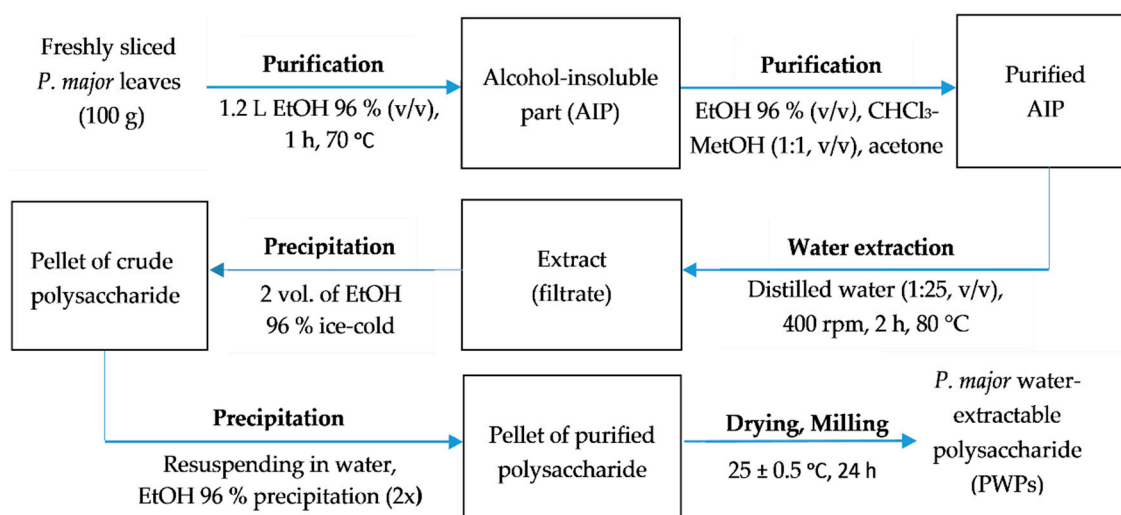 Freshly sliced
P. major leaves
(100 g)
Purification
1.2 L EtOH 96 % (v/v),
1 h, 70 °C
Alcohol-insoluble
part (AIP)
Purification
EtOH 96 % (v/v), CHCl₃-
MeOH (1:1, v/v), acetone
Purified
AIP
Water extraction
Distilled water (1:25, v/v),
400 rpm, 2 h, 80 °C
Extract
(filtrate)
Precipitation
2 vol. of EtOH
96 % ice-cold
Pellet of crude
polysaccharide
Precipitation
Resuspending in water,
EtOH 96 % precipitation (2x)
Pellet of purified
polysaccharide
Drying, Milling
25 ± 0.5 °C, 24 h
P. major water-
extractable
polysaccharide
(PWPs)